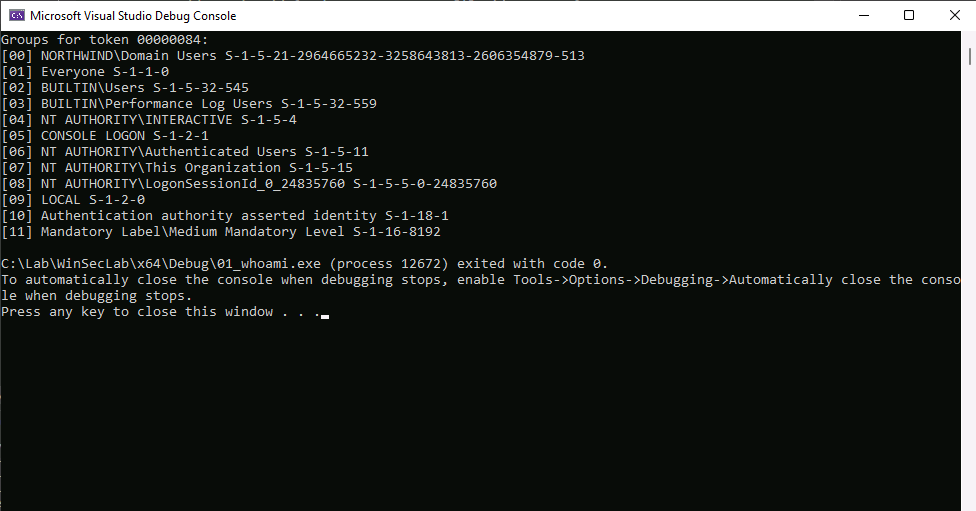 Microsoft Visual Studio Debug Console
Groups for token 00000084:
[00] NORTHWIND\Domain Users S-1-5-21-2964665232-3258643813-2606354879-513
[01] Everyone S-1-1-0
[02] BUILTIN\Users S-1-5-32-545
[03] BUILTIN\Performance Log Users S-1-5-32-559
[04] NT AUTHORITY\INTERACTIVE S-1-5-4
[05] CONSOLE LOGON S-1-2-1
[06] NT AUTHORITY\Authenticated Users S-1-5-11
[07] NT AUTHORITY\This Organization S-1-5-15
[08] NT AUTHORITY\LogonSessionId_0_24835760 S-1-5-5-0-24835760
[09] LOCAL S-1-2-0
[10] Authentication authority asserted identity S-1-18-1
[11] Mandatory Label\Medium Mandatory Level S-1-16-8192
C:\Lab\WinSecLab\x64\Debug\01_whoami.exe (process 12672) exited with code 0.
To automatically close the console when debugging stops, enable Tools->Options->Debugging->Automatically close the conso
le when debugging stops.
Press any key to close this window . . .